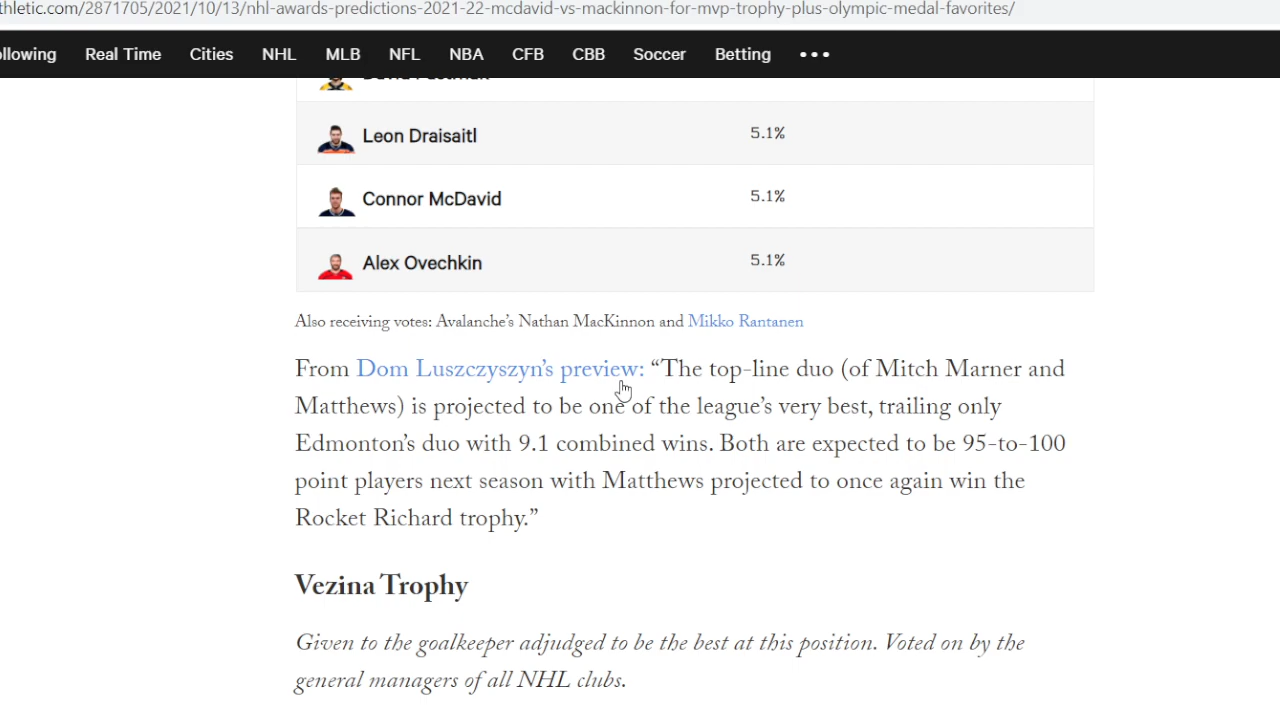 thletic.com/2871705/2021/10/13/nhl-awards-predictions-2021-22-mcdavid-vs-mackinnon-for-mvp-trophy-plus-olympic-medal-favorites/
ollowing Real Time Cities NHL MLB NFL NBA CFB CBB Soccer Betting •••
Leon Draisaitl 5.1%
Connor McDavid 5.1%
Alex Ovechkin 5.1%
Also receiving votes: Avalanche's Nathan MacKinnon and Mikko Rantanen
From Dom Luszczyszyn's preview: “The top-line duo (of Mitch Marner and
Matthews) is projected to be one of the league's very best, trailing only
Edmonton's duo with 9.1 combined wins. Both are expected to be 95-to-100
point players next season with Matthews projected to once again win the
Rocket Richard trophy.”
Vezina Trophy
Given to the goalkeeper adjudged to be the best at this position. Voted on by the
general managers of all NHL clubs.